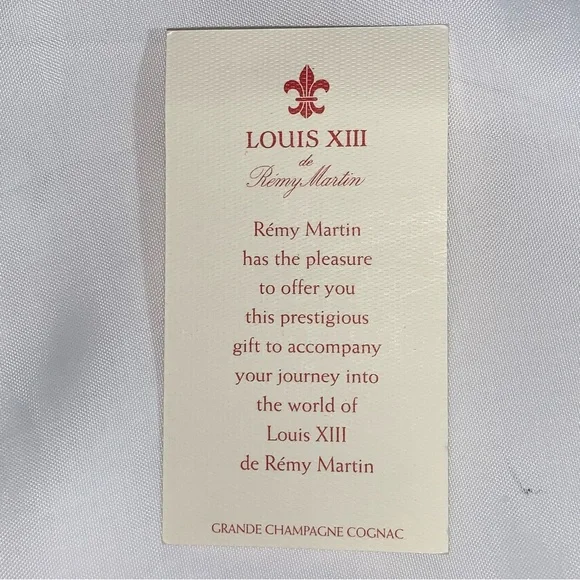 LOUIS XIII
de
Rémy Martin
Rémy Martin
has the pleasure
to offer you
this prestigious
gift to accompany
your journey into
the world of
Louis XIII
de Rémy Martin
GRANDE CHAMPAGNE COGNAC